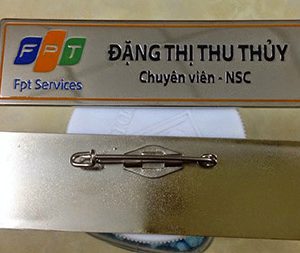 FPT
Fpt Services
ĐẶNG THỊ THU THỦY
Chuyên viên - NSC